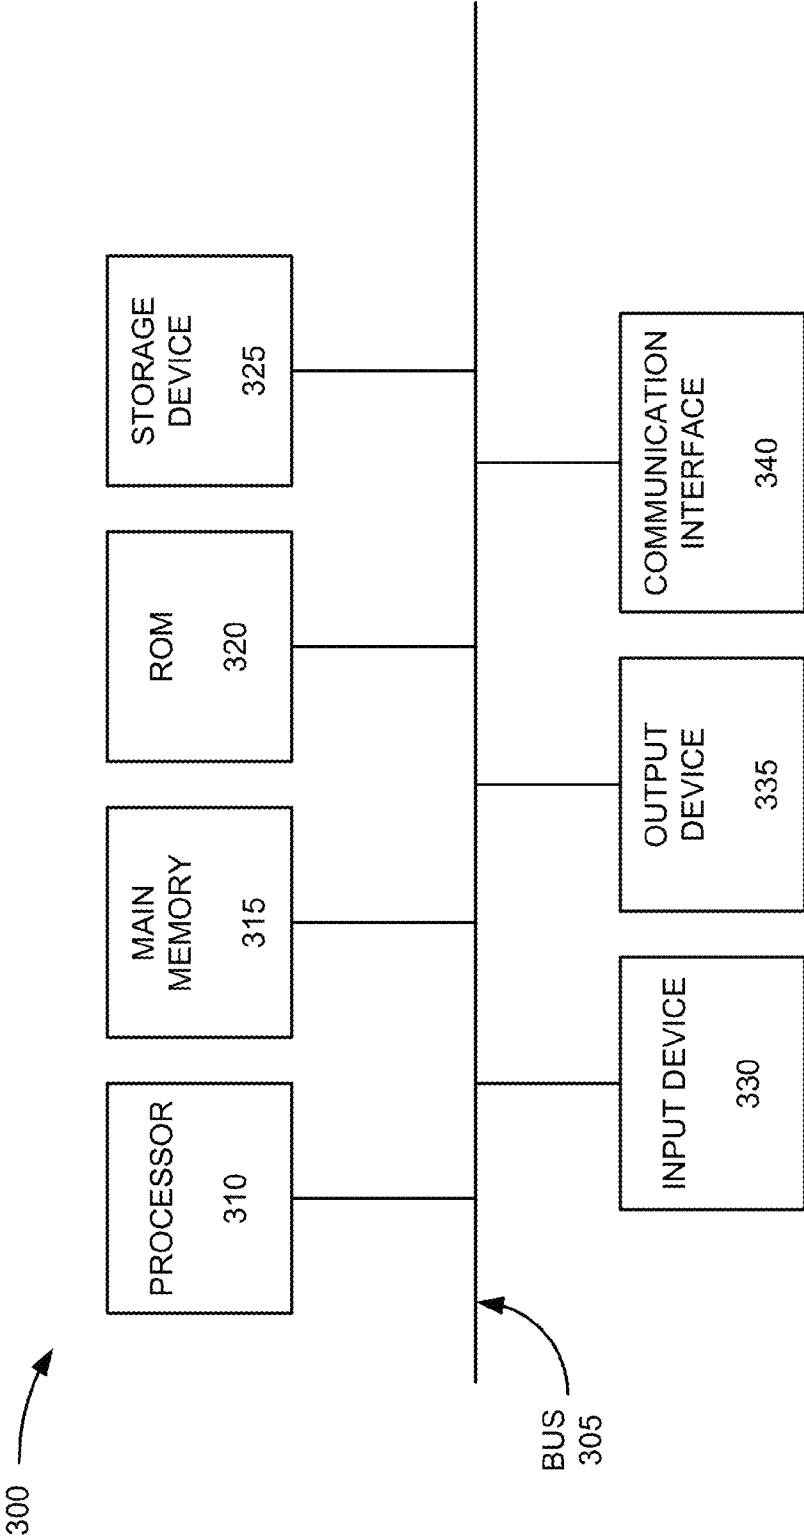 300
PROCESSOR
310
MAIN
MEMORY
315
ROM
320
STORAGE
DEVICE
325
BUS
305
INPUT DEVICE
330
OUTPUT
DEVICE
335
COMMUNICATION
INTERFACE
340